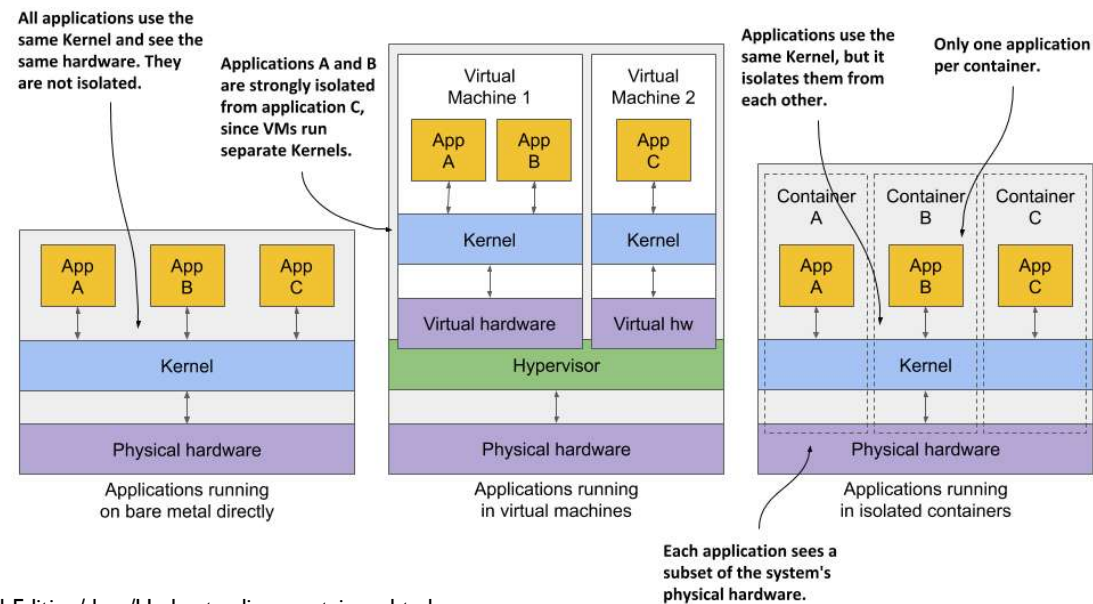 All applications use the
same Kernel and see the
same hardware. They
are not isolated.
App
A
App
B
App
C
Kernel
Physical hardware
Applications running
on bare metal directly
Applications A and B
are strongly isolated
from application C,
since VMs run
separate Kernels.
Virtual
Machine 1
App
A
App
B
Kernel
Virtual hardware
Virtual
Machine 2
App
C
Kernel
Virtual hw
Hypervisor
Physical hardware
Applications running
in virtual machines
Applications use the
same Kernel, but it
isolates them from
each other.
Only one application
per container.
Container
A
Container
B
Container
C
App
A
App
B
App
C
Kernel
Physical hardware
Applications running
in isolated containers
Each application sees a
subset of the system's
physical hardware.